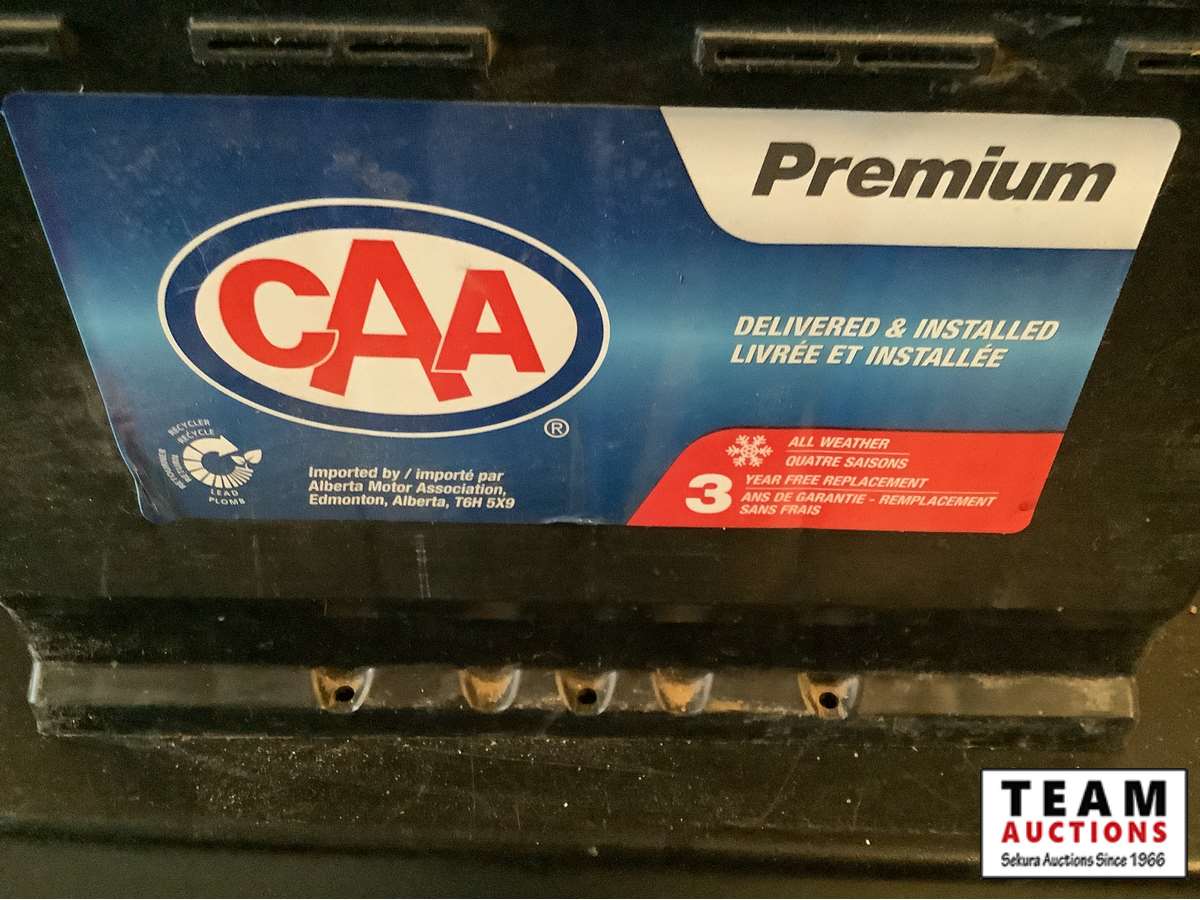 Premium
CAA
®
DELIVERED & INSTALLED
LIVRÉE ET INSTALLÉE
RECYCLER
RECYCLE
LEAD
PLOMB
Imported by / importé par
Alberta Motor Association,
Edmonton, Alberta, T6H 5X9
ALL WEATHER
QUATRE SAISONS
3
YEAR FREE REPLACEMENT
ANS DE GARANTIE - REMPLACEMENT
SANS FRAIS
TEAM
AUCTIONS
Sekura Auctions Since 1966